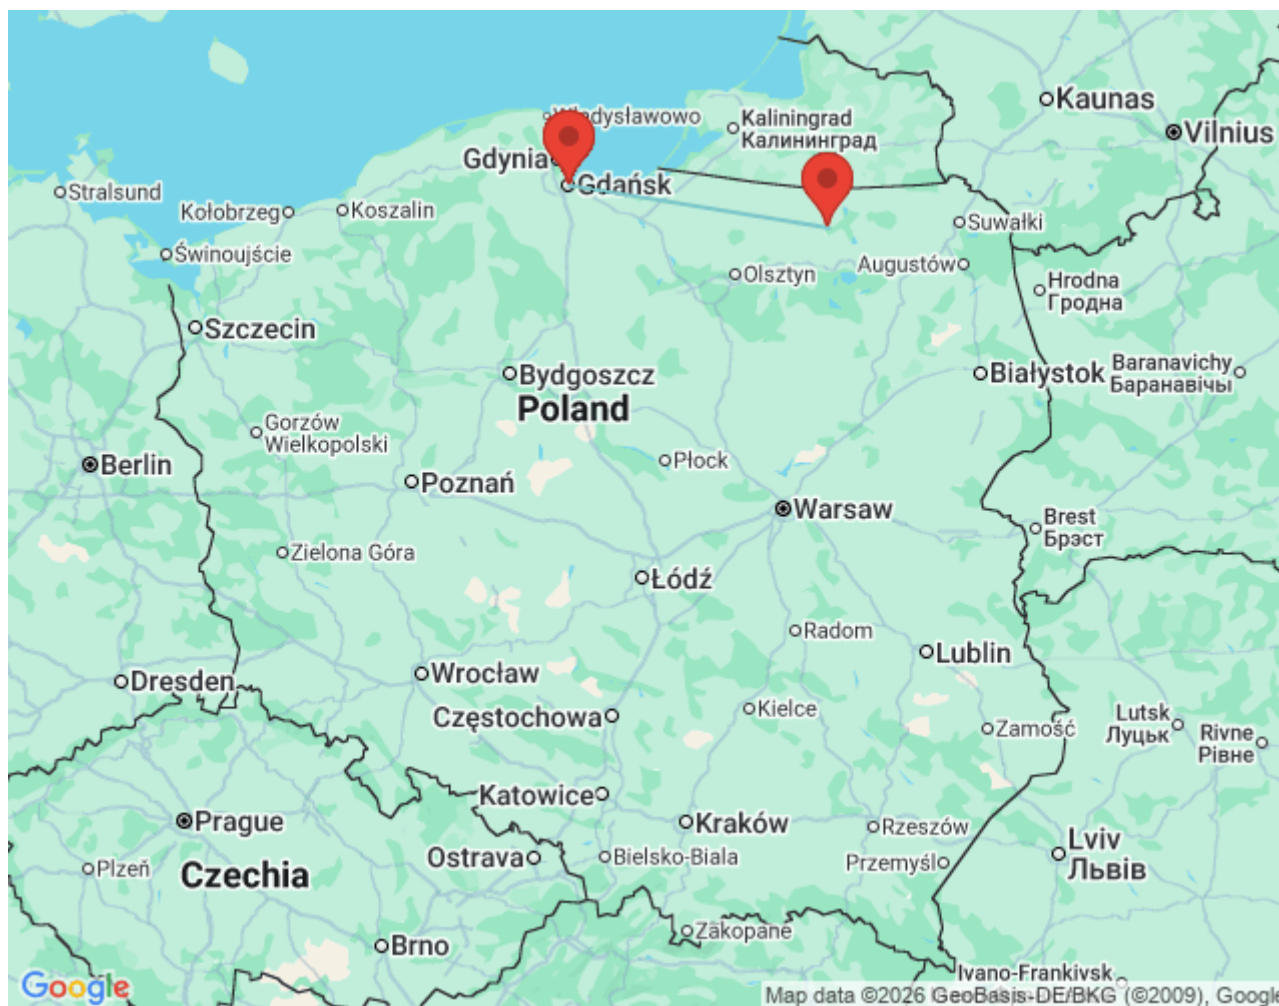 Władysławowo
Kaliningrad
Калининград
Kaunas
Vilnius
Gdynia
Gdańsk
Stralsund
Kołobrzeg
Koszalin
Suwałki
Świnoujście
Olsztyn
Augustów
Hrodna
Гродна
Szczecin
Bydgoszcz
Białystok
Baranavichy
Баранавічы
Poland
Gorzów
Wielkopolski
Berlin
Płock
Poznań
Warsaw
Brest
Брэст
Zielona Góra
Łódź
Radom
Lublin
Dresden
Wrocław
Częstochowa
Kielce
Zamość
Lutsk
Луцьк
Rivne
Рівне
Katowice
Prague
Kraków
Rzeszów
Lviv
Львів
Ostrava
Bielsko-Biala
Przemyśl
Plzeň
Czechia
Zakopane
Brno
Ivano-Frankivsk
Google
Map data ©2026 GeoBasis-DE/BKG (©2009), Googl